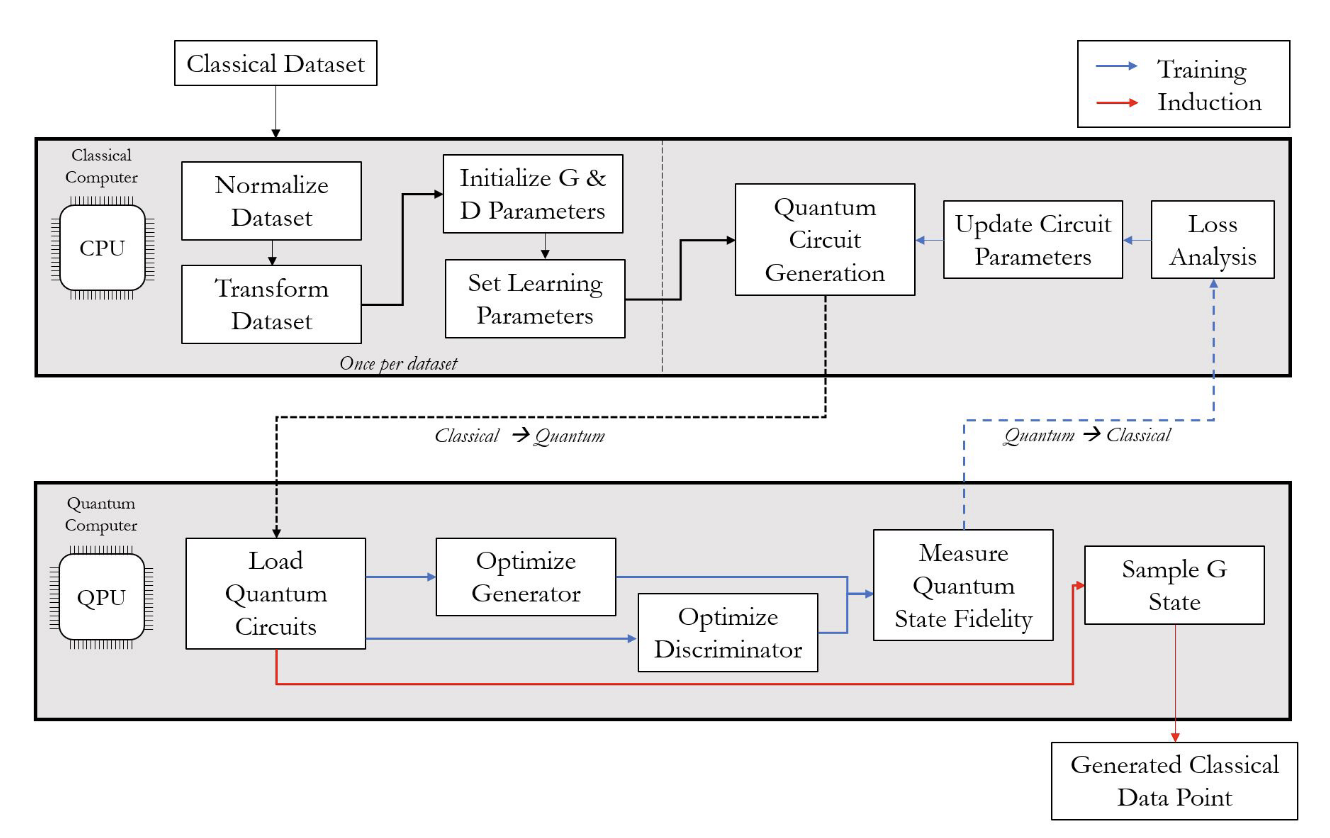 Classical Dataset
Training
Induction
Classical
Computer
CPU
Normalize
Dataset
Transform
Dataset
Initialize G &
D Parameters
Set Learning
Parameters
Once per dataset
Quantum
Circuit
Generation
Update Circuit
Parameters
Loss
Analysis
Classical → Quantum
Quantum → Classical
Quantum
Computer
QPU
Load
Quantum
Circuits
Optimize
Generator
Optimize
Discriminator
Measure
Quantum
State Fidelity
Sample G
State
Generated Classical
Data Point